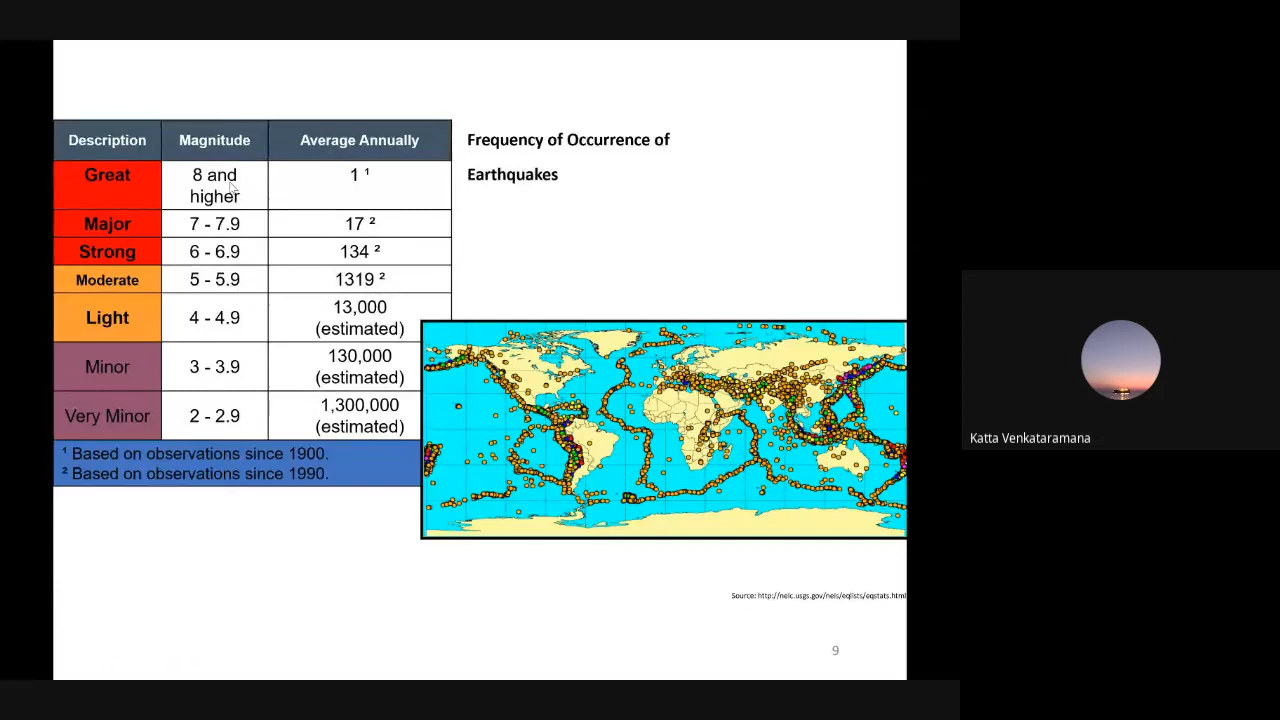 Description Magnitude Average Annually
Great 8 and higher 1 ¹
Major 7 - 7.9 17 ²
Strong 6 - 6.9 134 ²
Moderate 5 - 5.9 1319 ²
Light 4 - 4.9 13,000 (estimated)
Minor 3 - 3.9 130,000 (estimated)
Very Minor 2 - 2.9 1,300,000 (estimated)
¹ Based on observations since 1900.
² Based on observations since 1990.
Frequency of Occurrence of
Earthquakes
Source: http://neic.usgs.gov/neis/eqlists/eqstats.html
9
Katta Venkataramana